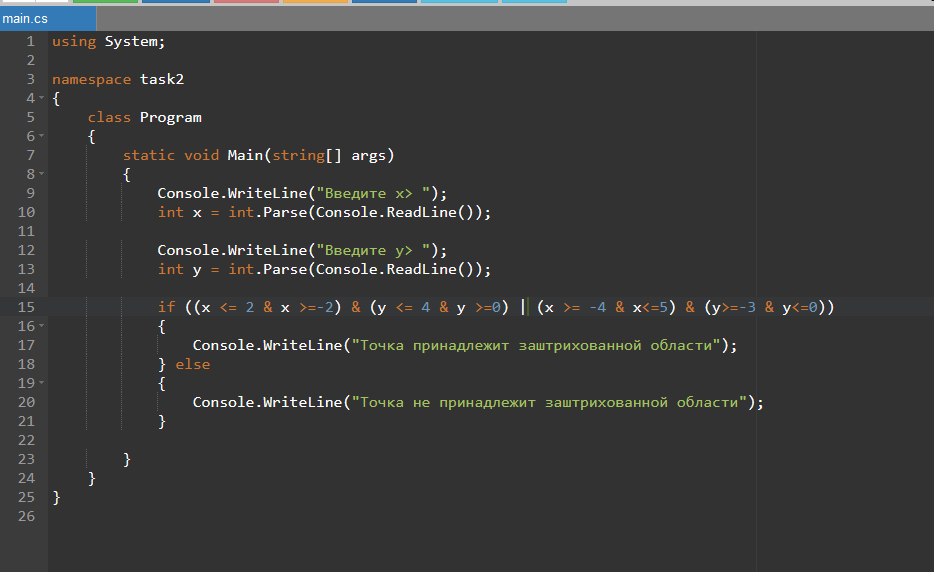 main.cs
1 using System;
2
3 namespace task2
4 {
5     class Program
6     {
7         static void Main(string[] args)
8         {
9             Console.WriteLine("Введите x> ");
10             int x = int.Parse(Console.ReadLine());
11
12             Console.WriteLine("Введите y> ");
13             int y = int.Parse(Console.ReadLine());
14
15             if ((x <= 2 & x >=-2) & (y <= 4 & y >=0) | (x >= -4 & x<=5) & (y>=-3 & y<=0))
16             {
17                 Console.WriteLine("Точка принадлежит заштрихованной области");
18             } else
19             {
20                 Console.WriteLine("Точка не принадлежит заштрихованной области");
21             }
22
23         }
24     }
25 }
26